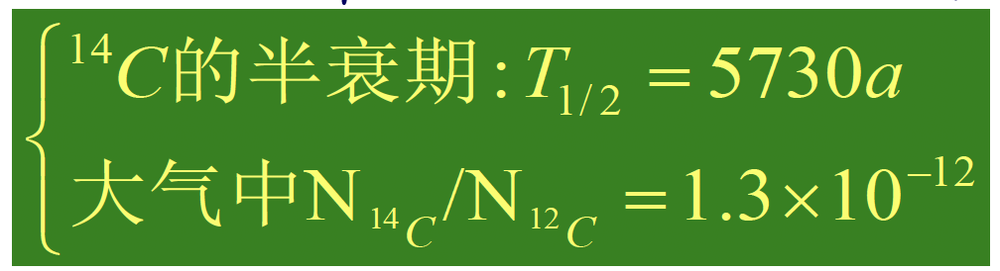 ¹⁴C的半衰期:T₁/₂ = 5730a
大气中N₁₄C/N₁₂C = 1.3×10⁻¹²